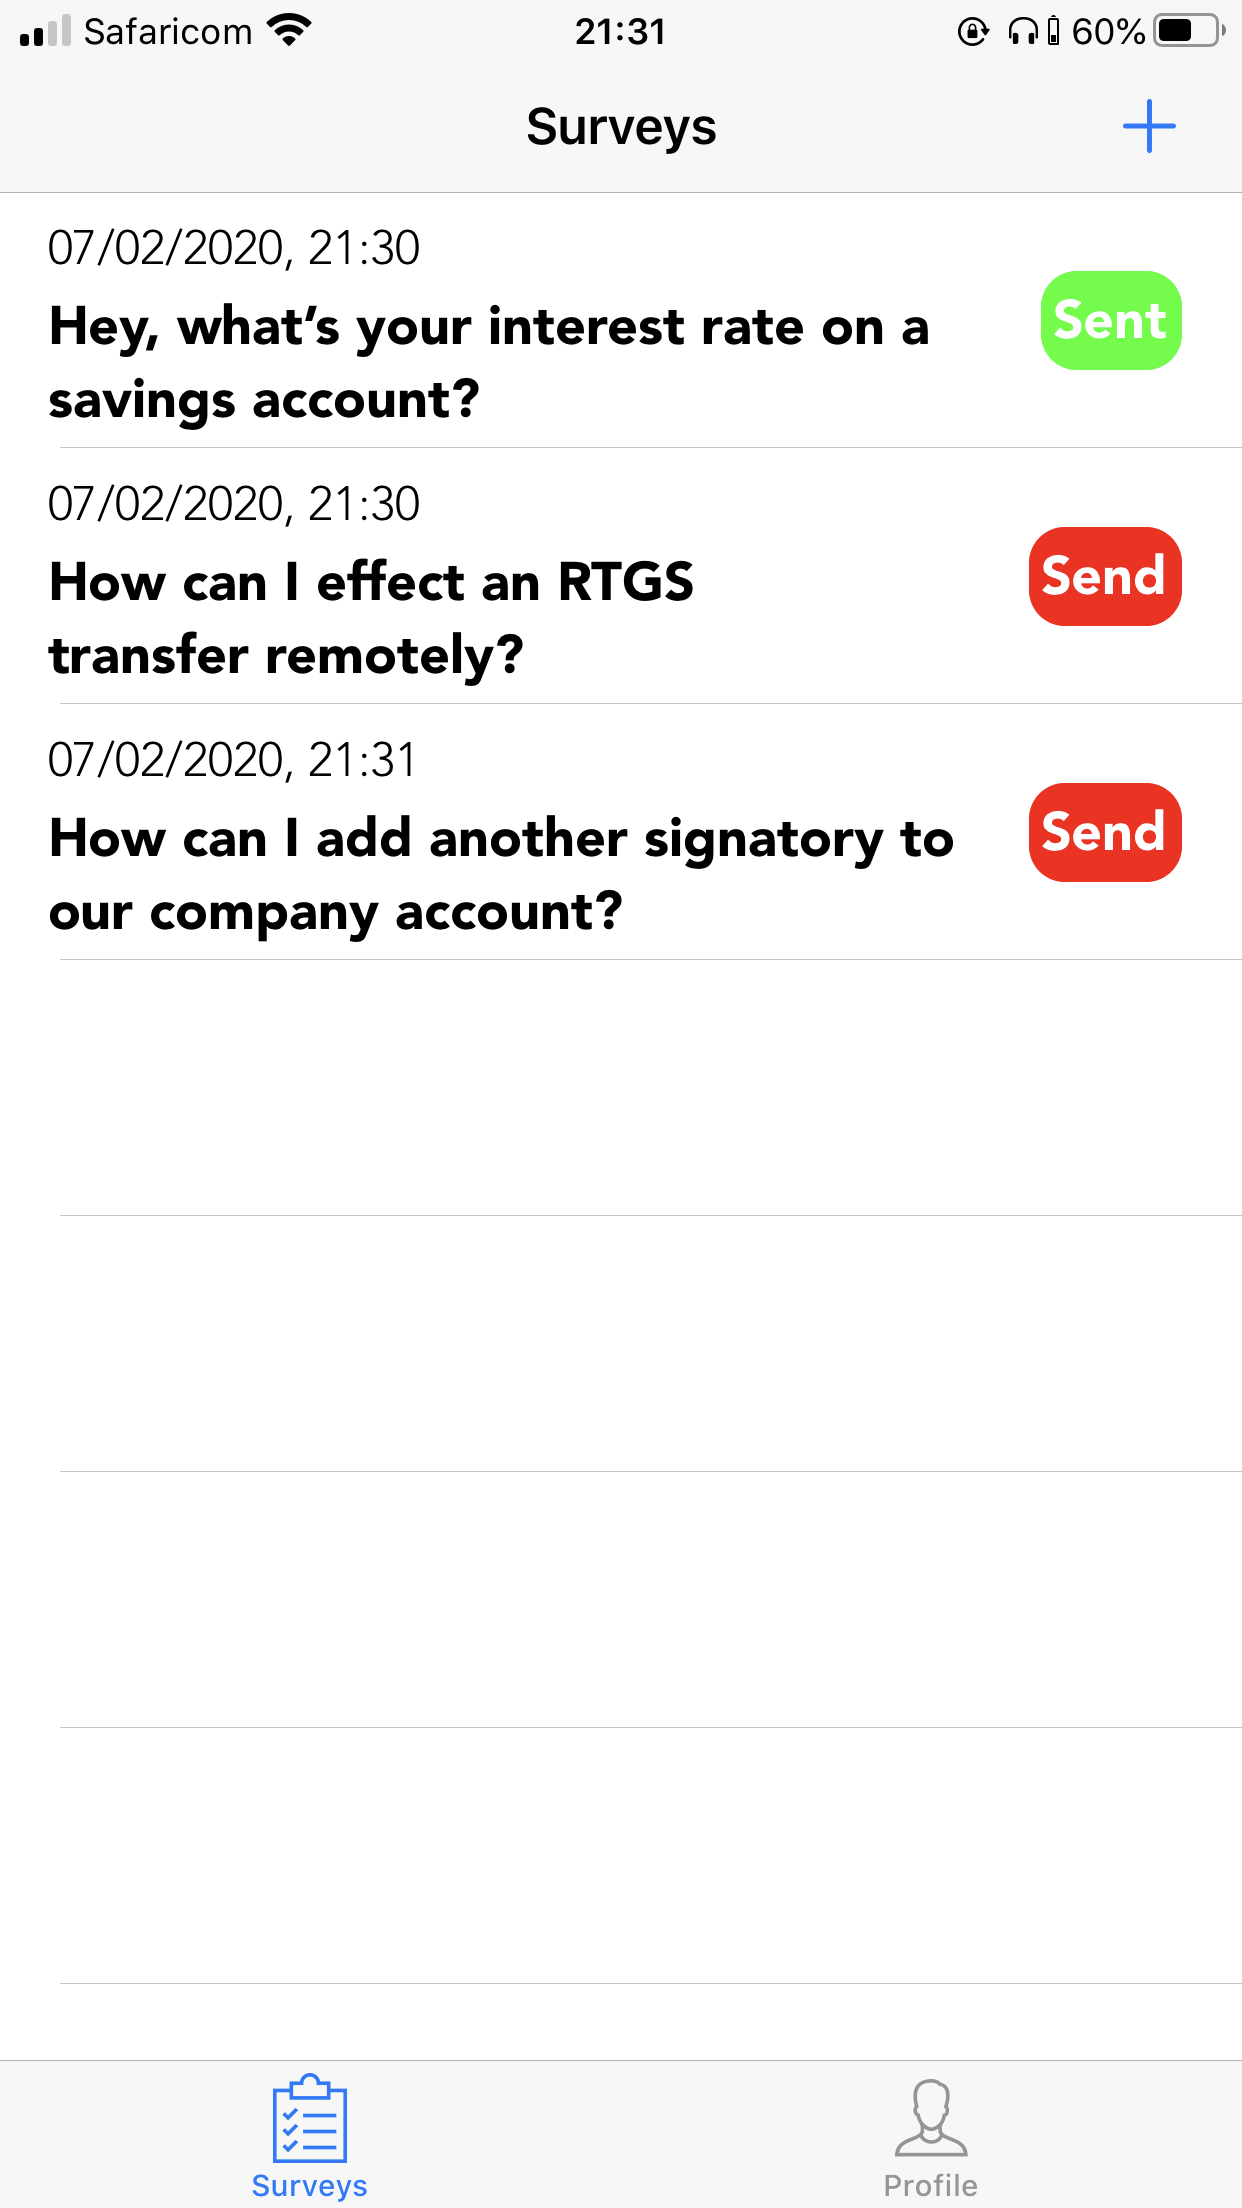 Safaricom 21:31 60%
Surveys
07/02/2020, 21:30
Hey, what’s your interest rate on a
savings account?
Sent
07/02/2020, 21:30
How can I effect an RTGS
transfer remotely?
Send
07/02/2020, 21:31
How can I add another signatory to
our company account?
Send
Surveys
Profile